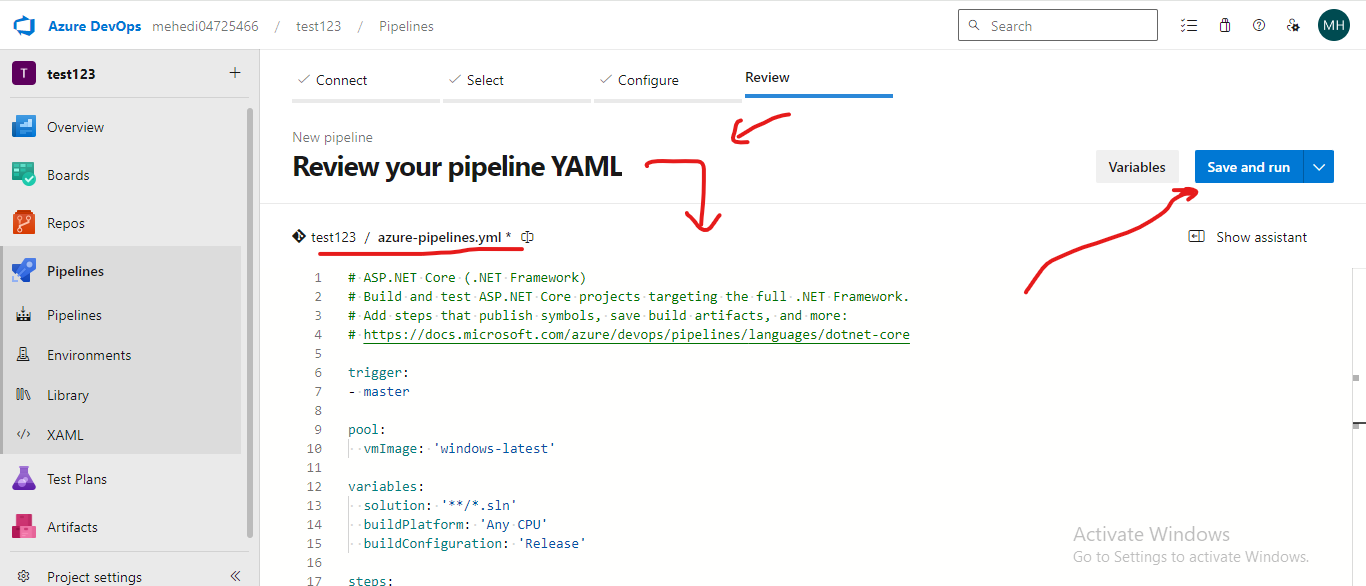 Azure DevOps mehedi04725466 / test123 / Pipelines
Search
MH
T test123 +
Overview
Boards
Repos
Pipelines
Pipelines
Environments
Library
XAML
Test Plans
Artifacts
Project settings
Connect
Select
Configure
Review
New pipeline
Review your pipeline YAML
Variables
Save and run
test123 / azure-pipelines.yml *
Show assistant
1 # ASP.NET Core (.NET Framework)
2 # Build and test ASP.NET Core projects targeting the full .NET Framework.
3 # Add steps that publish symbols, save build artifacts, and more:
4 # https://docs.microsoft.com/azure/devops/pipelines/languages/dotnet-core
5
6 trigger:
7 - master
8
9 pool:
10 vmImage: 'windows-latest'
11
12 variables:
13 solution: '**/*.sln'
14 buildPlatform: 'Any CPU'
15 buildConfiguration: 'Release'
16
17 steps:
Activate Windows
Go to Settings to activate Windows.